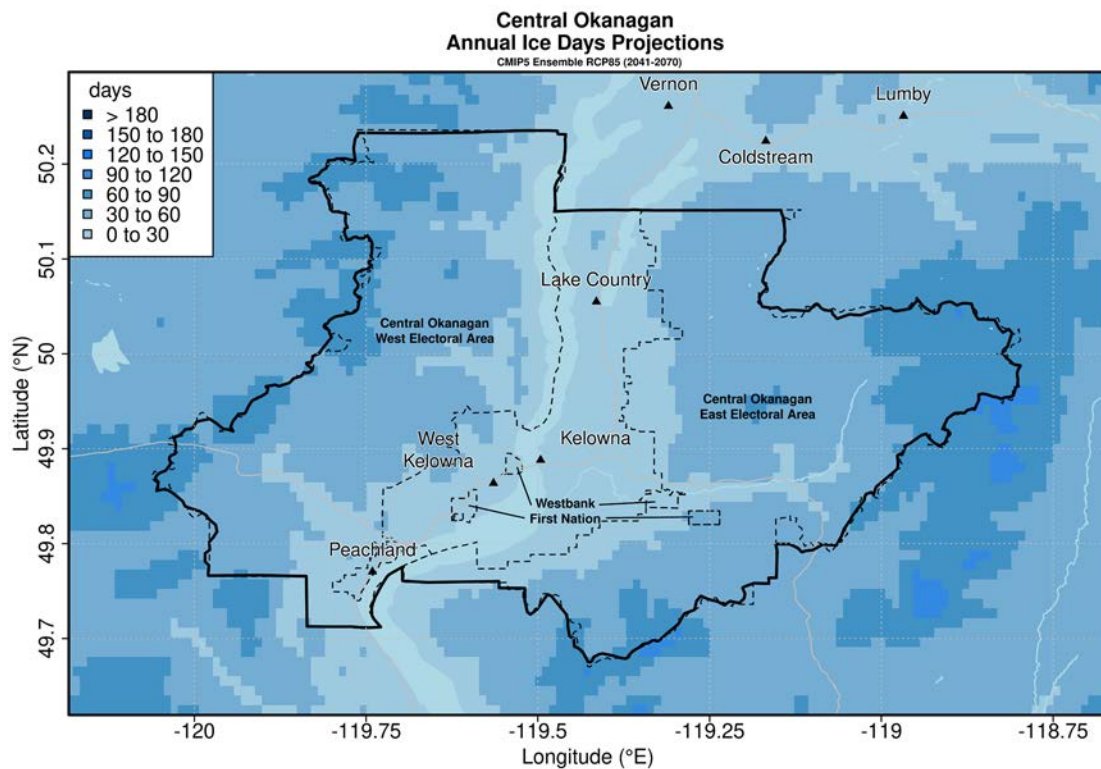 Central Okanagan
Annual Ice Days Projections
CMIP5 Ensemble RCP85 (2041-2070)
days
> 180
150 to 180
120 to 150
90 to 120
60 to 90
30 to 60
0 to 30
Vernon
Lumby
Coldstream
Lake Country
Central Okanagan
West Electoral Area
Central Okanagan
East Electoral Area
West
Kelowna
Kelowna
Westbank
First Nation
Peachland
50.2
50.1
50
49.9
49.8
49.7
Latitude (°N)
-120
-119.75
-119.5
-119.25
-119
-118.75
Longitude (°E)